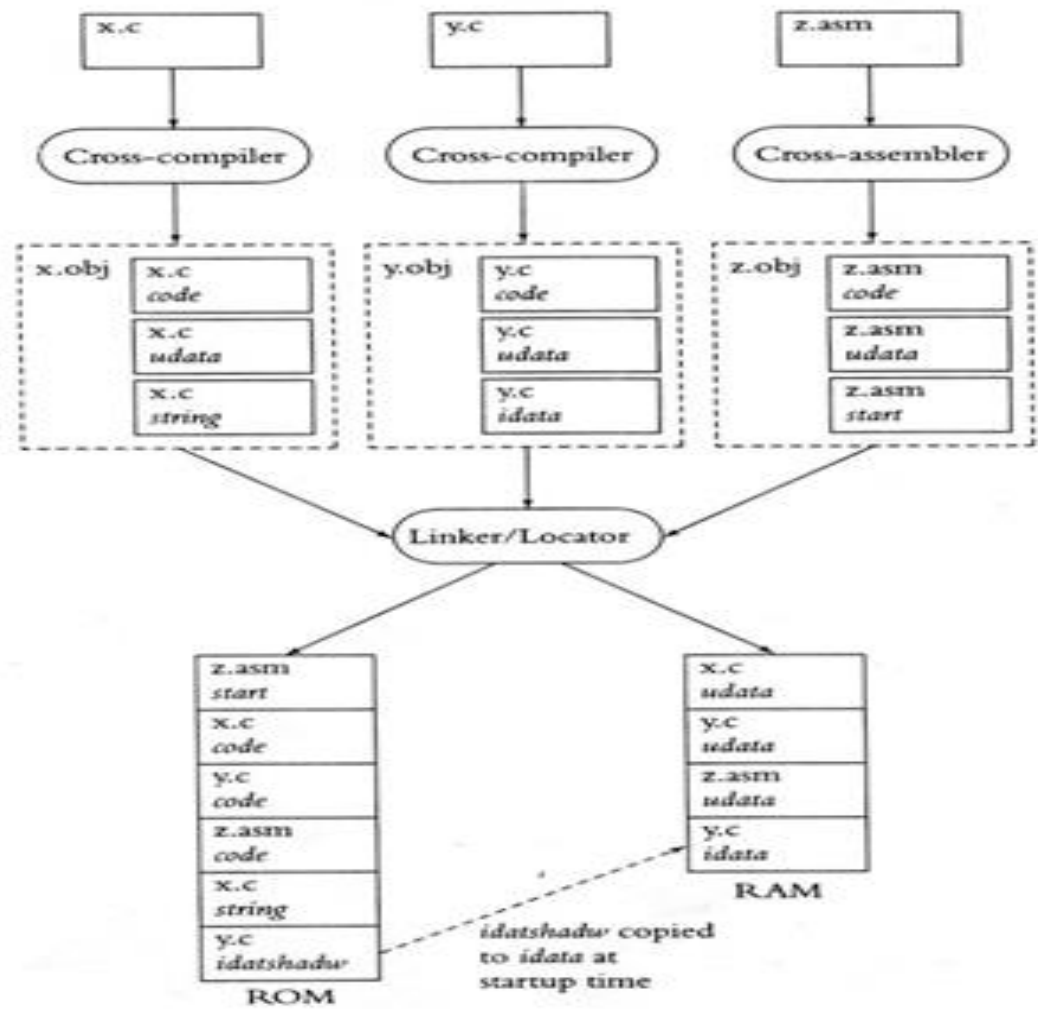 x.c
y.c
z.asm
Cross-compiler
Cross-compiler
Cross-assembler
x.obj
x.c
code
x.c
udata
x.c
string
y.obj
y.c
code
y.c
udata
y.c
idata
z.obj
z.asm
code
z.asm
udata
z.asm
start
Linker/Locator
z.asm
start
x.c
code
y.c
code
z.asm
code
x.c
string
y.c
idatshadw
ROM
x.c
udata
y.c
udata
z.asm
udata
y.c
idata
RAM
idatshadw copied
to idata at
startup time